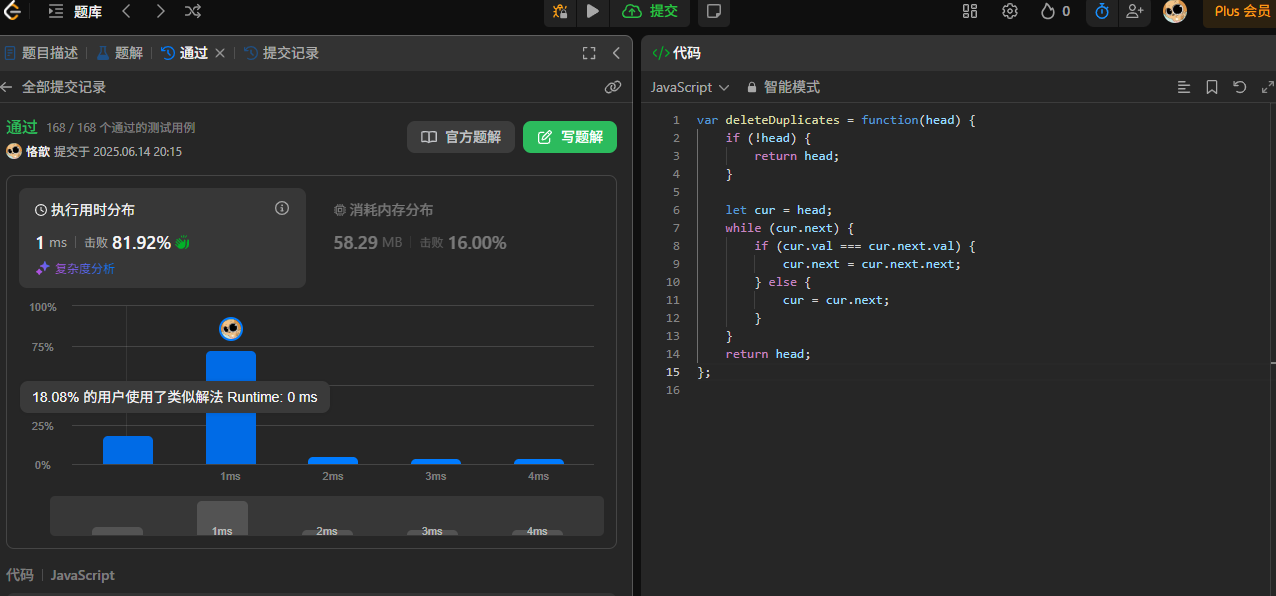 题库
提交
0
Plus 会员
题目描述 题解 通过 提交记录
全部提交记录
通过 168 / 168 个通过的测试用例
恪歆 提交于 2025.06.14 20:15
官方题解
写题解
执行用时分布
1 ms 击败 81.92%
复杂度分析
消耗内存分布
58.29 MB 击败 16.00%
100%
75%
18.08% 的用户使用了类似解法 Runtime: 0 ms
25%
0%
1ms 2ms 3ms 4ms
1ms 2ms 3ms 4ms
代码 JavaScript
</> 代码
JavaScript 智能模式
1 var deleteDuplicates = function(head) {
2 if (!head) {
3 return head;
4 }
5
6 let cur = head;
7 while (cur.next) {
8 if (cur.val === cur.next.val) {
9 cur.next = cur.next.next;
10 } else {
11 cur = cur.next;
12 }
13 }
14 return head;
15 };
16